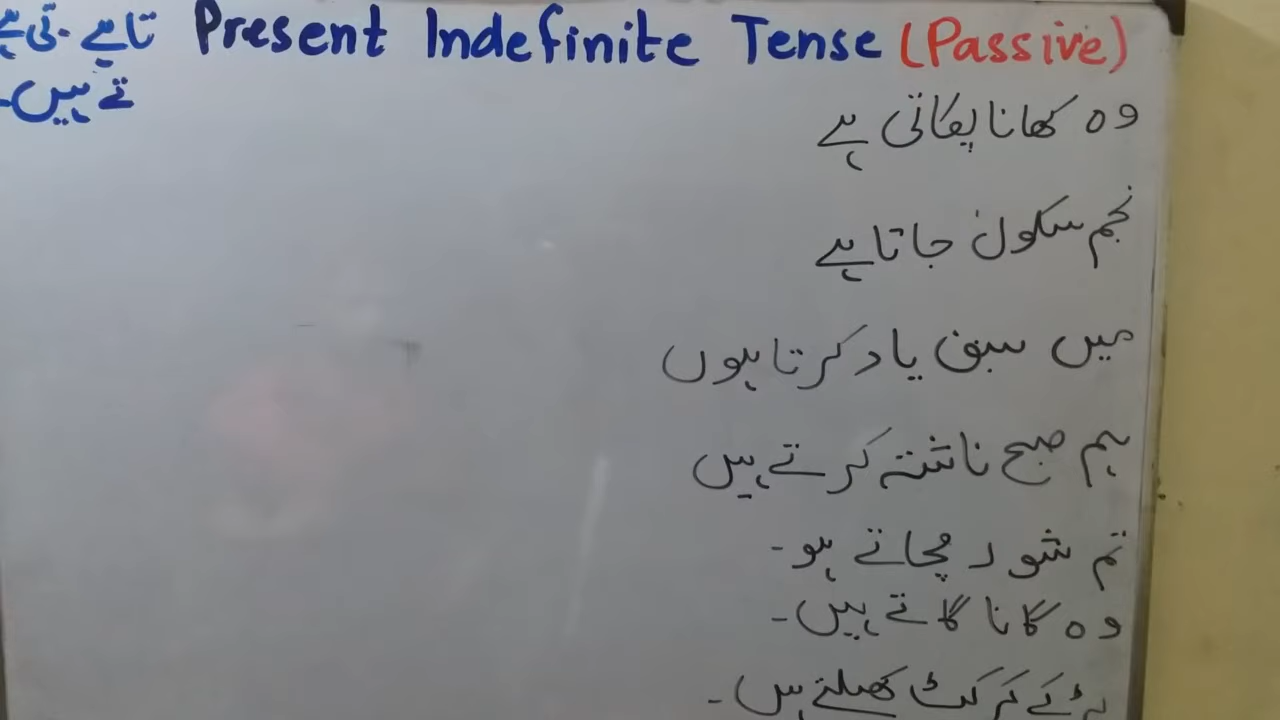 Present Indefinite Tense (Passive) تا ہے ۔ تی ہے
تے ہیں۔
وہ کھانا پکاتی ہے
نجم سکول جاتا ہے
میں سبق یاد کرتا ہوں
ہم صبح ناشتہ کرتے ہیں
تم شور مچاتے ہو۔
وہ گانا گاتے ہیں۔
لڑکے کرکٹ کھیلتے ہیں۔